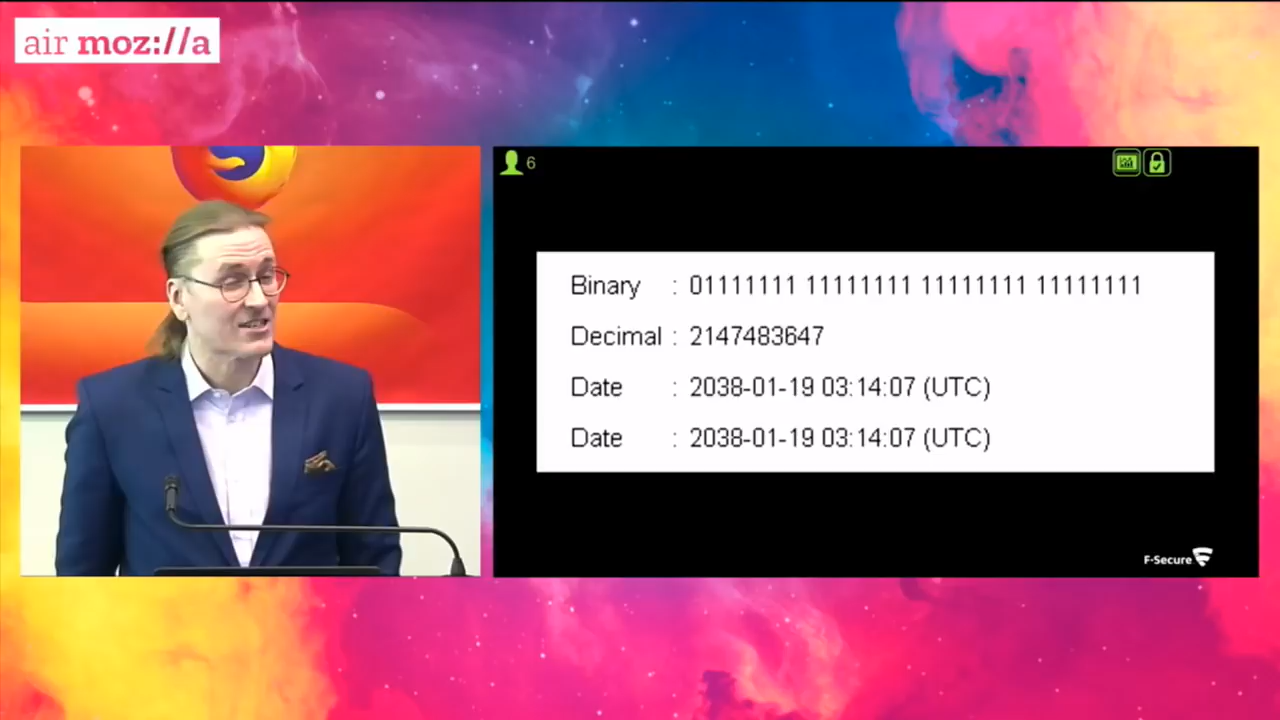 air moz://a
6
Binary : 01111111 11111111 11111111 11111111
Decimal : 2147483647
Date : 2038-01-19 03:14:07 (UTC)
Date : 2038-01-19 03:14:07 (UTC)
F-Secure